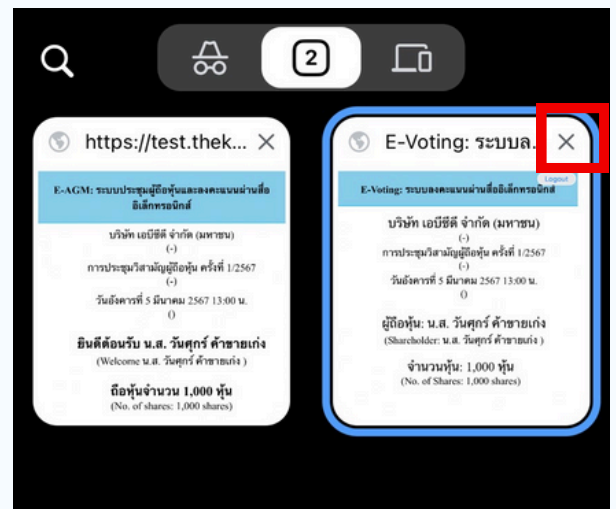 2
https://test.thek...
E-AGM: ระบบประชุมผู้ถือหุ้นและลงคะแนนผ่านสื่อ
อิเล็กทรอนิกส์
บริษัท เอบีซีดี จำกัด (มหาชน)
(-)
การประชุมวิสามัญผู้ถือหุ้น ครั้งที่ 1/2567
(-)
วันอังคารที่ 5 มีนาคม 2567 13:00 น.
()
ยินดีต้อนรับ น.ส. วันศุกร์ ค้าขายเก่ง
(Welcome น.ส. วันศุกร์ ค้าขายเก่ง )
ถือหุ้นจำนวน 1,000 หุ้น
(No. of shares: 1,000 shares)
E-Voting: ระบบล...
Logout
E-Voting: ระบบลงคะแนนผ่านสื่ออิเล็กทรอนิกส์
บริษัท เอบีซีดี จำกัด (มหาชน)
(-)
การประชุมวิสามัญผู้ถือหุ้น ครั้งที่ 1/2567
(-)
วันอังคารที่ 5 มีนาคม 2567 13:00 น.
()
ผู้ถือหุ้น: น.ส. วันศุกร์ ค้าขายเก่ง
(Shareholder: น.ส. วันศุกร์ ค้าขายเก่ง )
จำนวนหุ้น: 1,000 หุ้น
(No. of Shares: 1,000 shares)